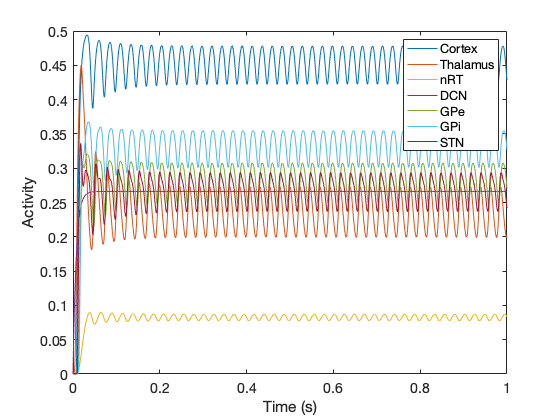 0.5
0.45
0.4
0.35
0.3
0.25
0.2
0.15
0.1
0.05
0
Activity
0 0.2 0.4 0.6 0.8 1
Time (s)
Cortex
Thalamus
nRT
DCN
GPe
GPi
STN